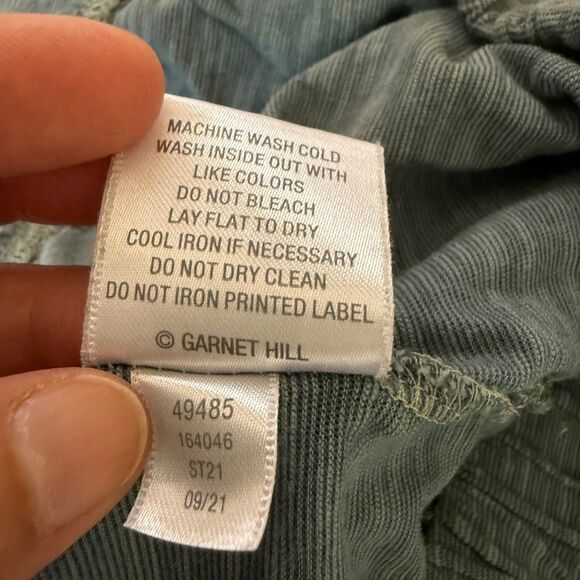 MACHINE WASH COLD
WASH INSIDE OUT WITH
LIKE COLORS
DO NOT BLEACH
LAY FLAT TO DRY
COOL IRON IF NECESSARY
DO NOT DRY CLEAN
DO NOT IRON PRINTED LABEL
© GARNET HILL
49485
164046
ST21
09/21